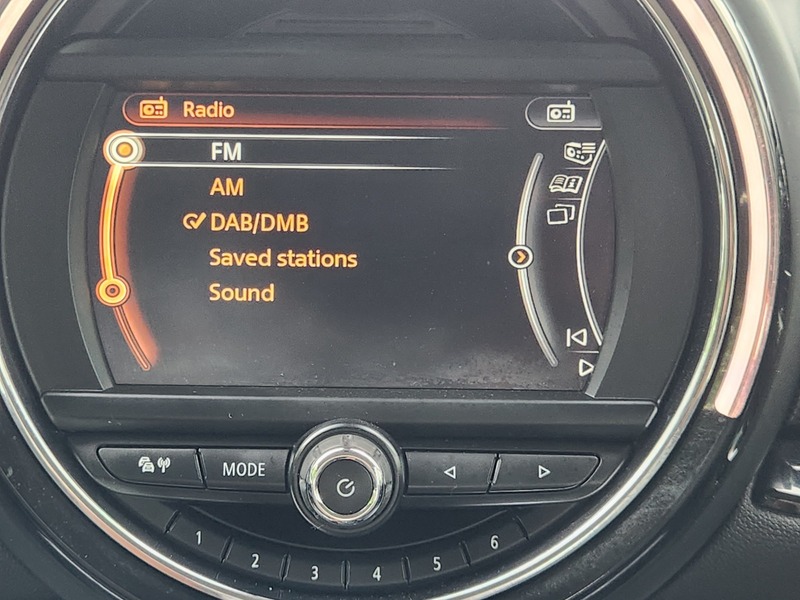 Radio
FM
AM
DAB/DMB
Saved stations
Sound
MODE
1
2
3
4
5
6